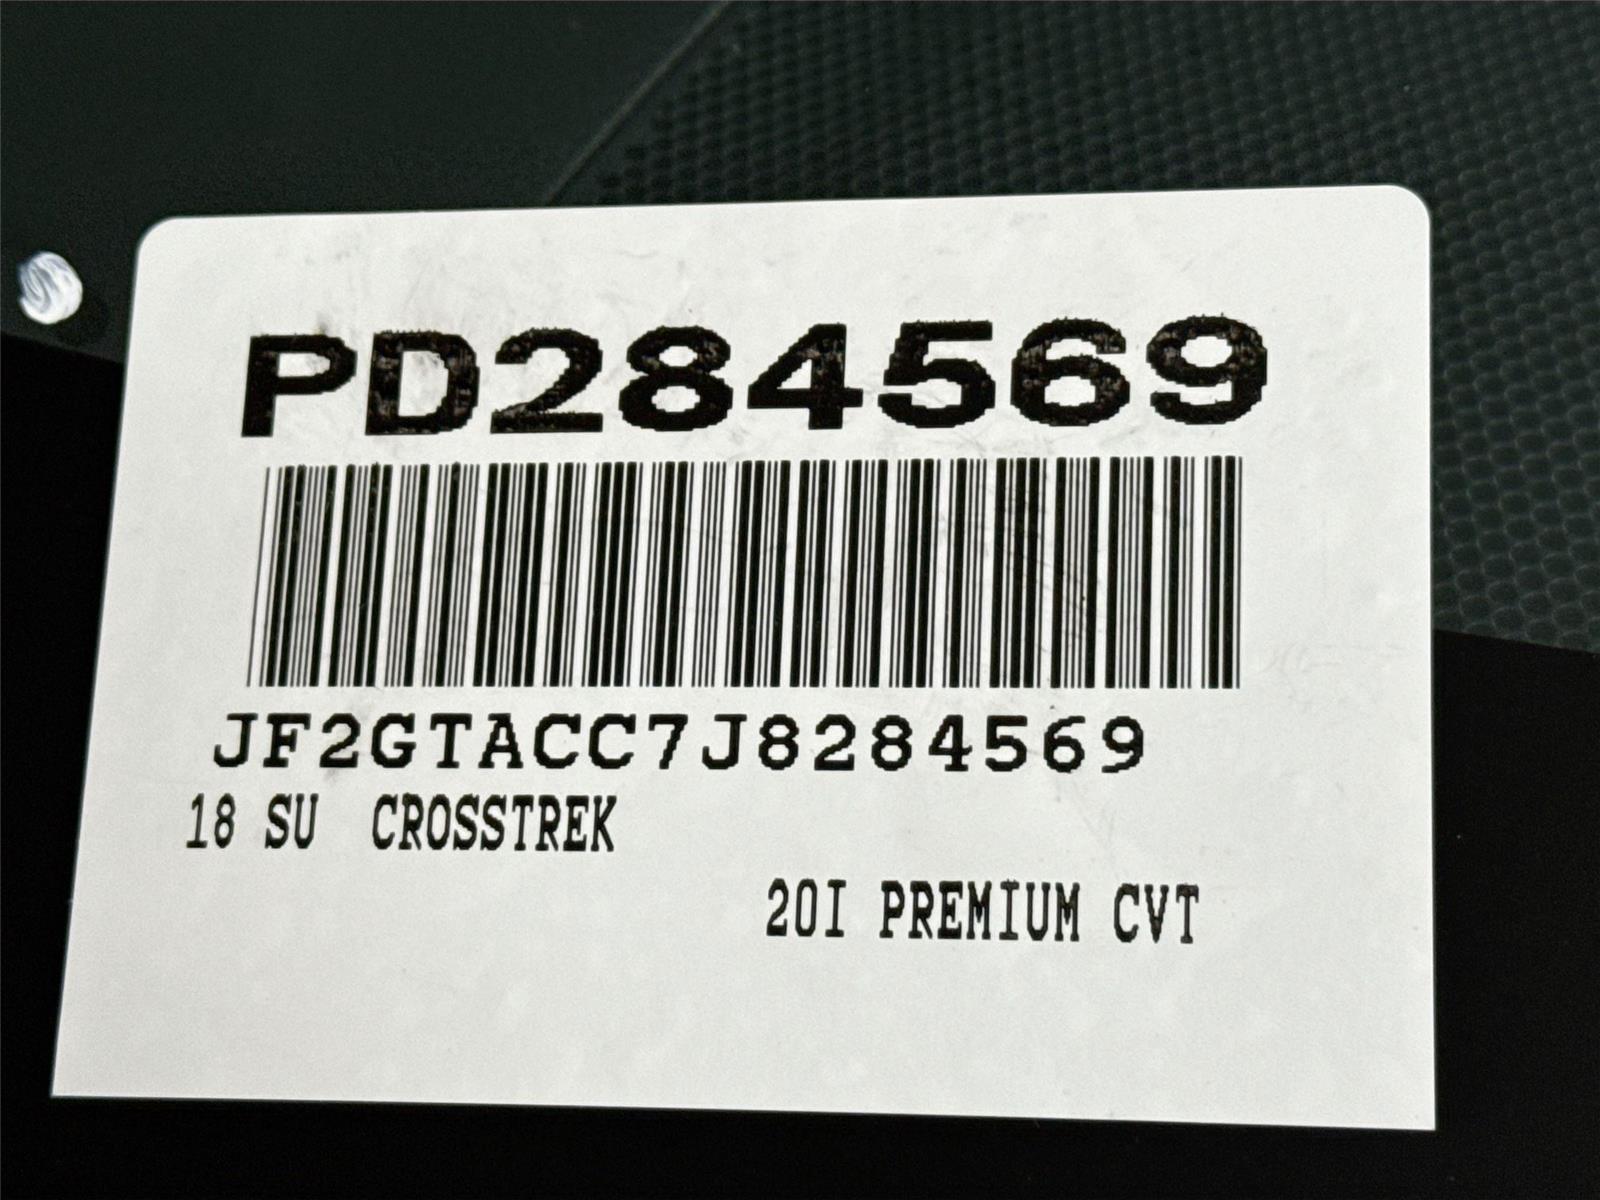 PD284569
JF2GTACC7J8284569
18 SU  CROSSTREK
20I PREMIUM CVT